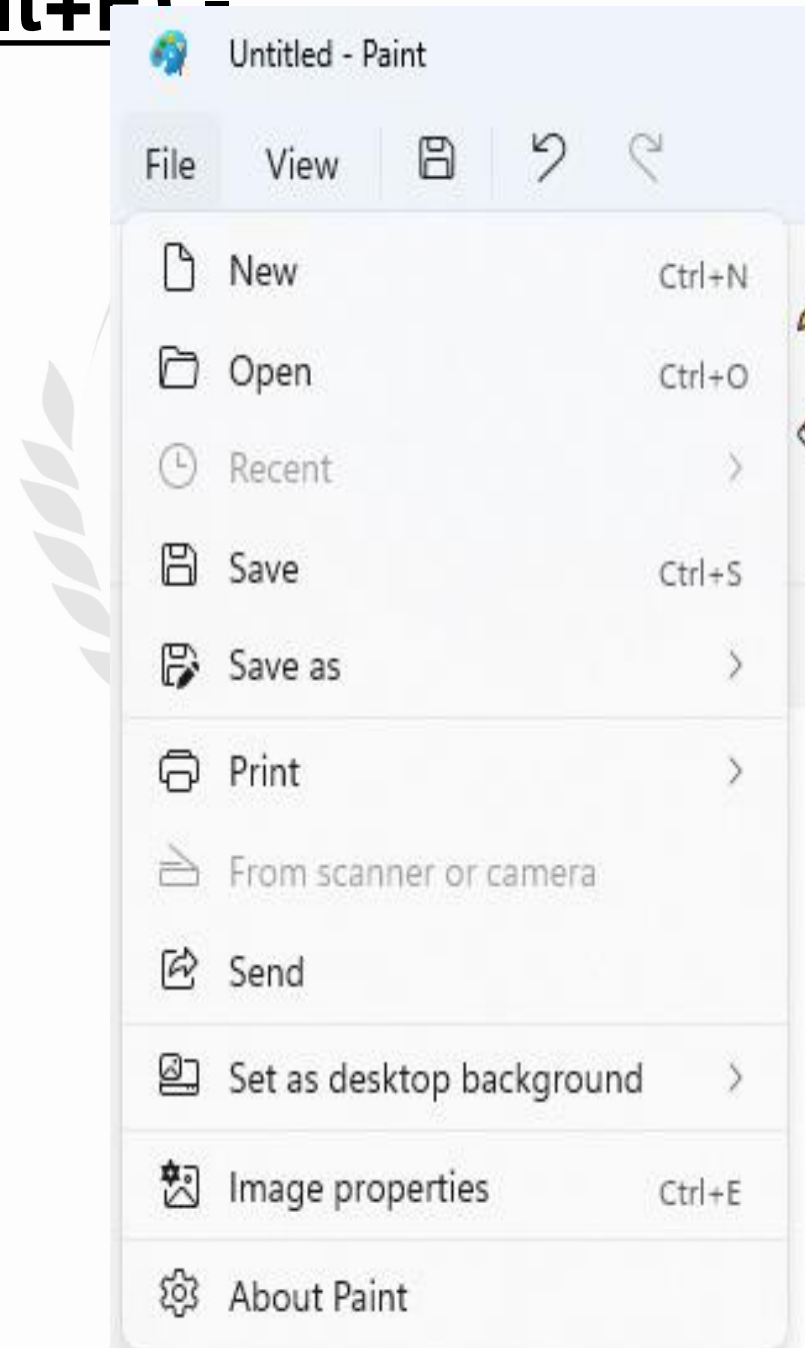 Untitled - Paint
File View
New Ctrl+N
Open Ctrl+O
Recent
Save Ctrl+S
Save as
Print
From scanner or camera
Send
Set as desktop background
Image properties Ctrl+E
About Paint